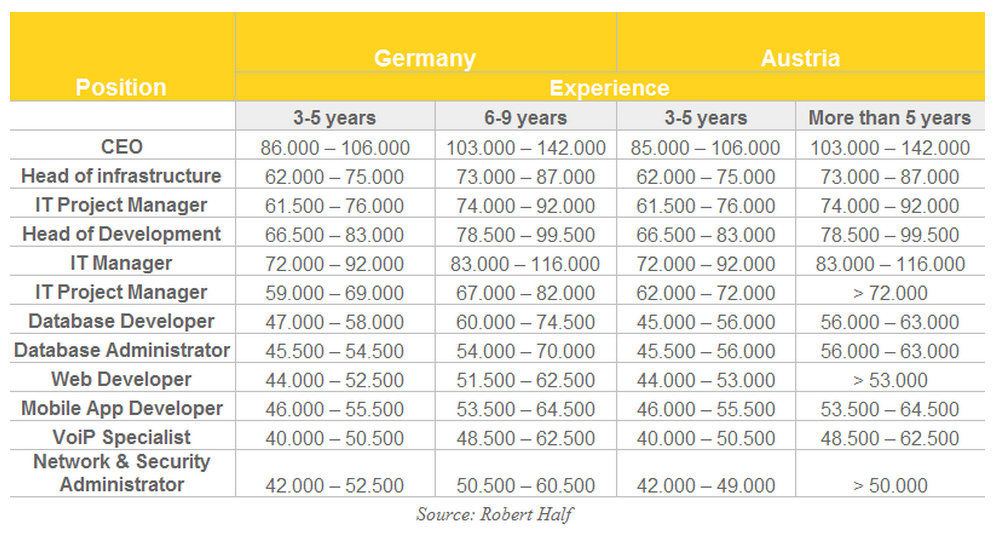 Germany Austria
Position Experience
3-5 years 6-9 years 3-5 years More than 5 years
CEO 86.000 – 106.000 103.000 – 142.000 85.000 – 106.000 103.000 – 142.000
Head of infrastructure 62.000 – 75.000 73.000 – 87.000 62.000 – 75.000 73.000 – 87.000
IT Project Manager 61.500 – 76.000 74.000 – 92.000 61.500 – 76.000 74.000 – 92.000
Head of Development 66.500 – 83.000 78.500 – 99.500 66.500 – 83.000 78.500 – 99.500
IT Manager 72.000 – 92.000 83.000 – 116.000 72.000 – 92.000 83.000 – 116.000
IT Project Manager 59.000 – 69.000 67.000 – 82.000 62.000 – 72.000 > 72.000
Database Developer 47.000 – 58.000 60.000 – 74.500 45.000 – 56.000 56.000 – 63.000
Database Administrator 45.500 – 54.500 54.000 – 70.000 45.500 – 56.000 56.000 – 63.000
Web Developer 44.000 – 52.500 51.500 – 62.500 44.000 – 53.000 > 53.000
Mobile App Developer 46.000 – 55.500 53.500 – 64.500 46.000 – 55.500 53.500 – 64.500
VoiP Specialist 40.000 – 50.500 48.500 – 62.500 40.000 – 50.500 48.500 – 62.500
Network & Security
Administrator 42.000 – 52.500 50.500 – 60.500 42.000 – 49.000 > 50.000
Source: Robert Half